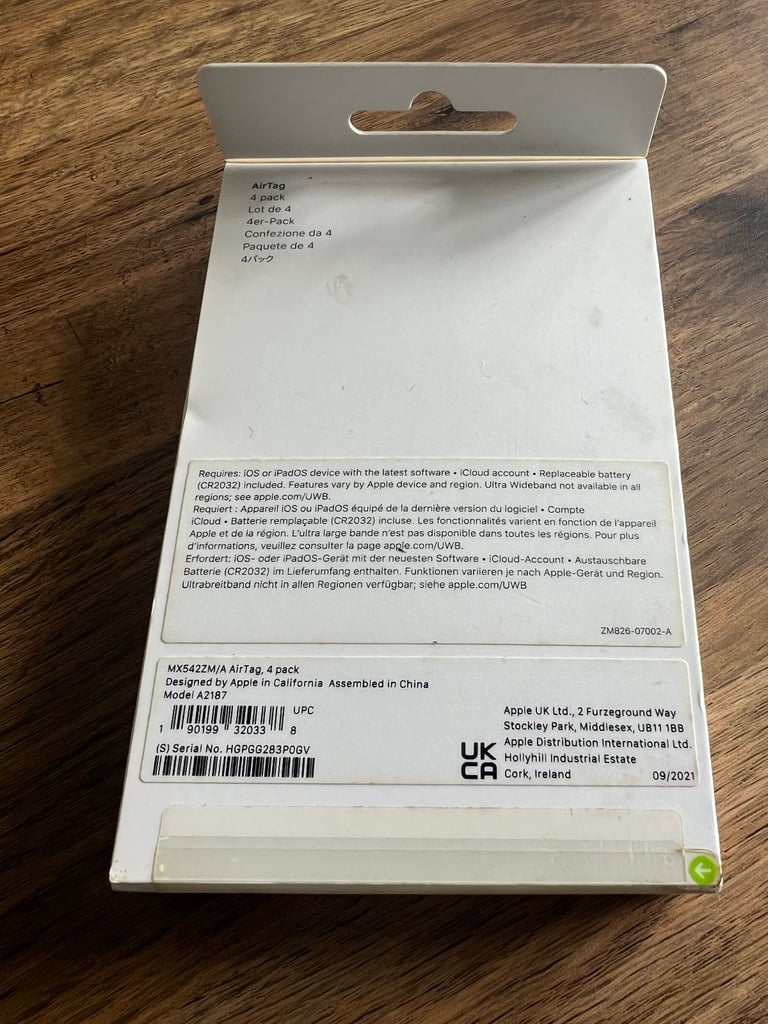 AirTag
4 pack
Lot de 4
4er-Pack
Confezione da 4
Paquete de 4
4パック
Requires: iOS or iPadOS device with the latest software • iCloud account • Replaceable battery
(CR2032) included. Features vary by Apple device and region. Ultra Wideband not available in all
regions; see apple.com/UWB.
Requiert : Appareil iOS ou iPadOS équipé de la dernière version du logiciel • Compte
iCloud • Batterie remplaçable (CR2032) incluse. Les fonctionnalités varient en fonction de l'appareil
Apple et de la région. L'ultra large bande n'est pas disponible dans toutes les régions. Pour plus
d'informations, veuillez consulter la page apple.com/UWB.
Erfordert: iOS- oder iPadOS-Gerät mit der neuesten Software • iCloud-Account • Austauschbare
Batterie (CR2032) im Lieferumfang enthalten. Funktionen variieren je nach Apple-Gerät und Region.
Ultrabreitband nicht in allen Regionen verfügbar; siehe apple.com/UWB
ZM826-07002-A
MX542ZM/A AirTag, 4 pack
Designed by Apple in California Assembled in China
Model A2187
UPC
1 90199 32033 8
(S) Serial No. HGPGG283P0GV
UK
CA
Apple UK Ltd., 2 Furzeground Way
Stockley Park, Middlesex, UB11 1BB
Apple Distribution International Ltd.
Hollyhill Industrial Estate
Cork, Ireland
09/2021